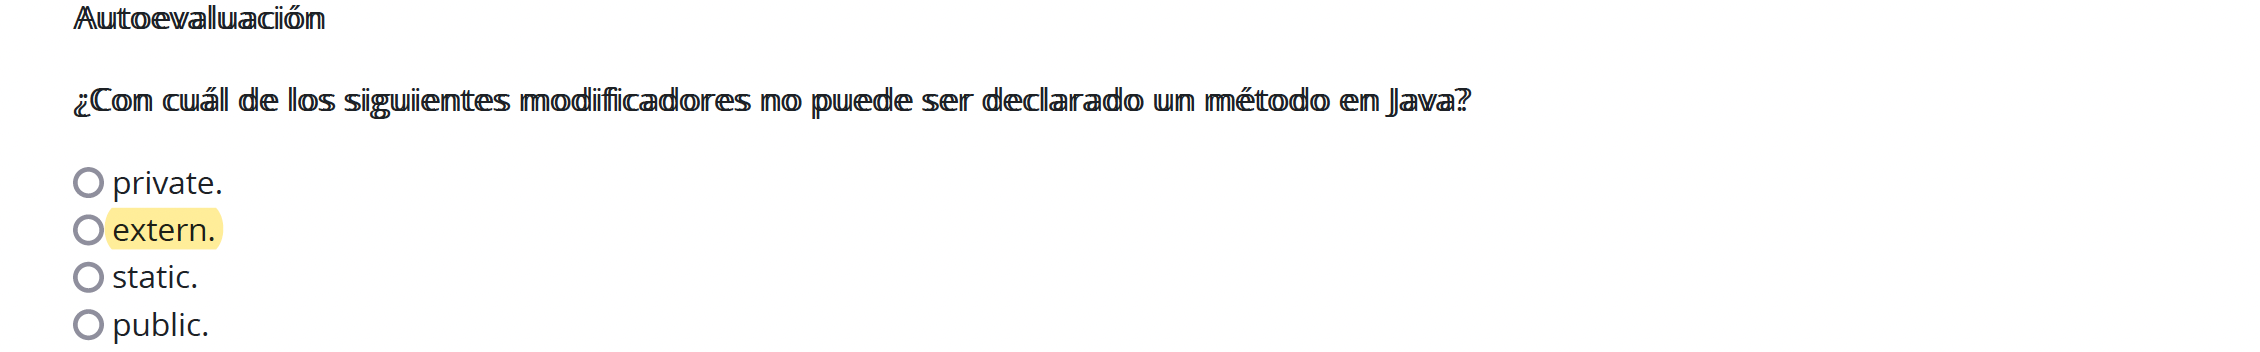 Autoevaluación
¿Con cuál de los siguientes modificadores no puede ser declarado un método en Java?
private.
extern.
static.
public.